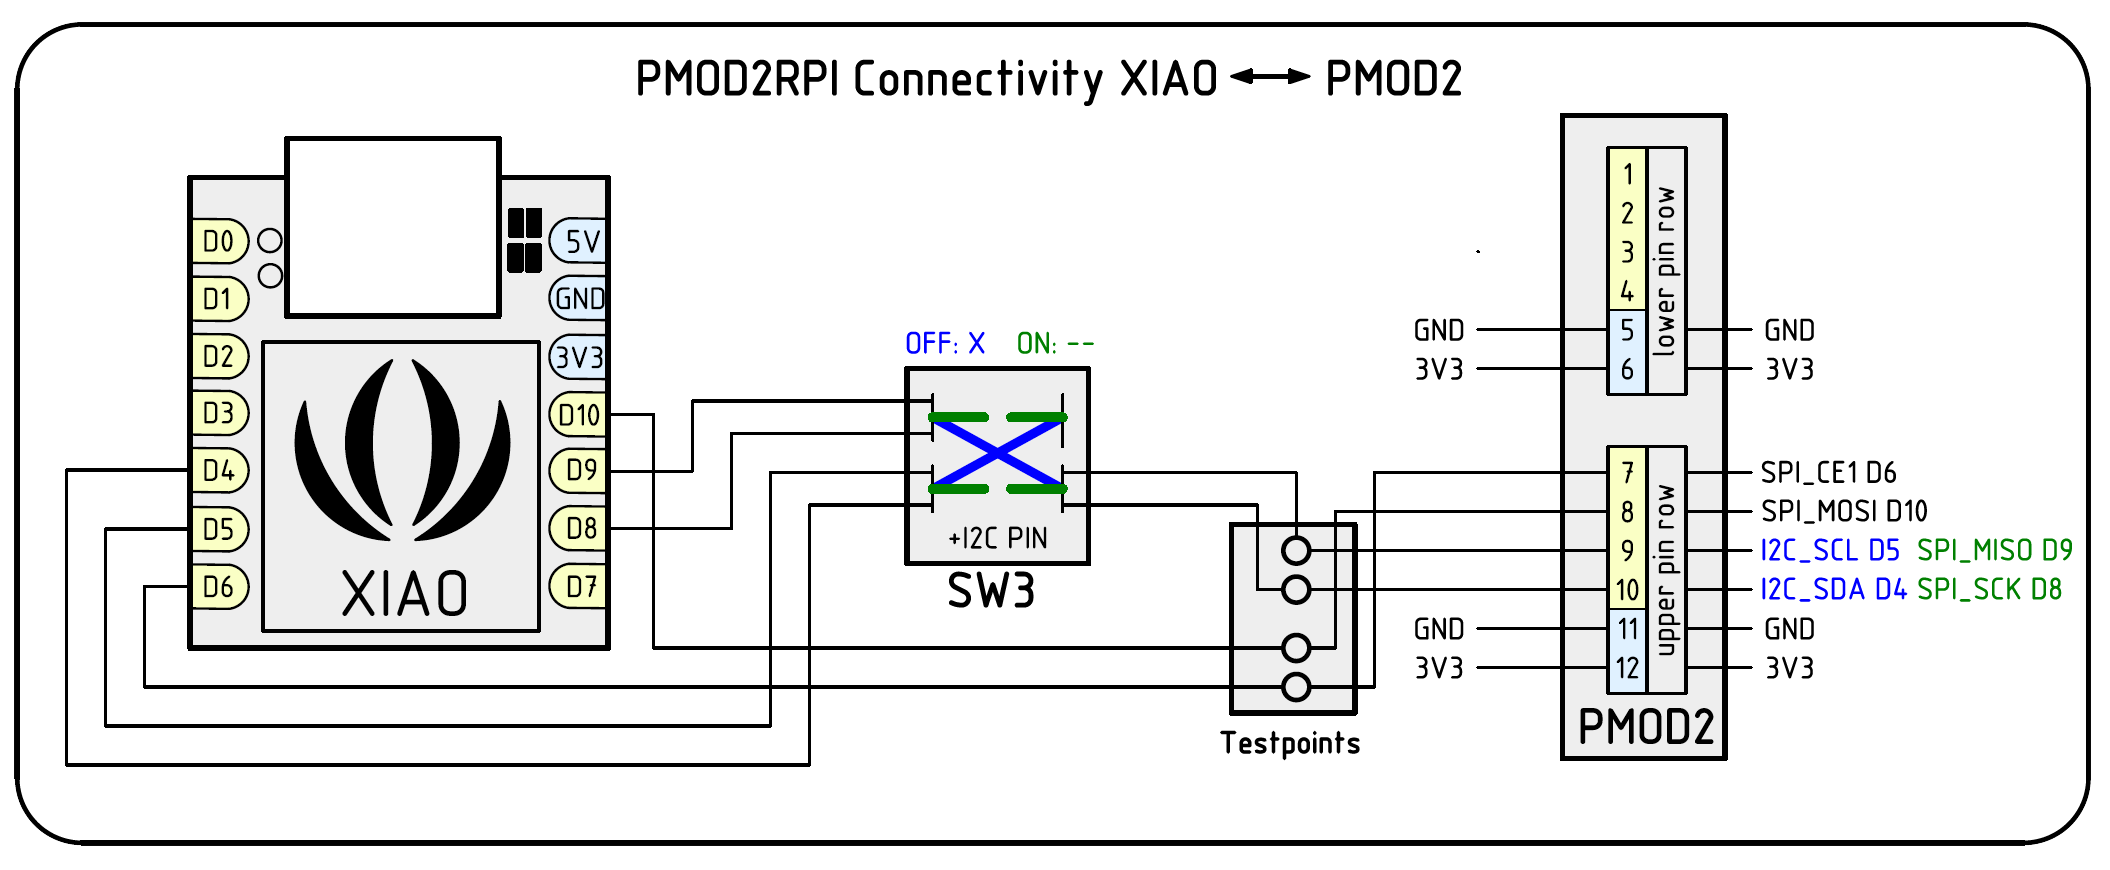 PMOD2RPI Connectivity XIAO ↔ PMOD2
D0
D1
D2
D3
D4
D5
D6
5V
GND
3V3
D10
D9
D8
D7
XIAO
OFF: X ON: --
+I2C PIN
SW3
Testpoints
1
2
3
4
5
6
lower pin row
GND
3V3
GND
3V3
7
8
9
10
11
12
upper pin row
GND
3V3
SPI_CE1 D6
SPI_MOSI D10
I2C_SCL D5 SPI_MISO D9
I2C_SDA D4 SPI_SCK D8
GND
3V3
PMOD2